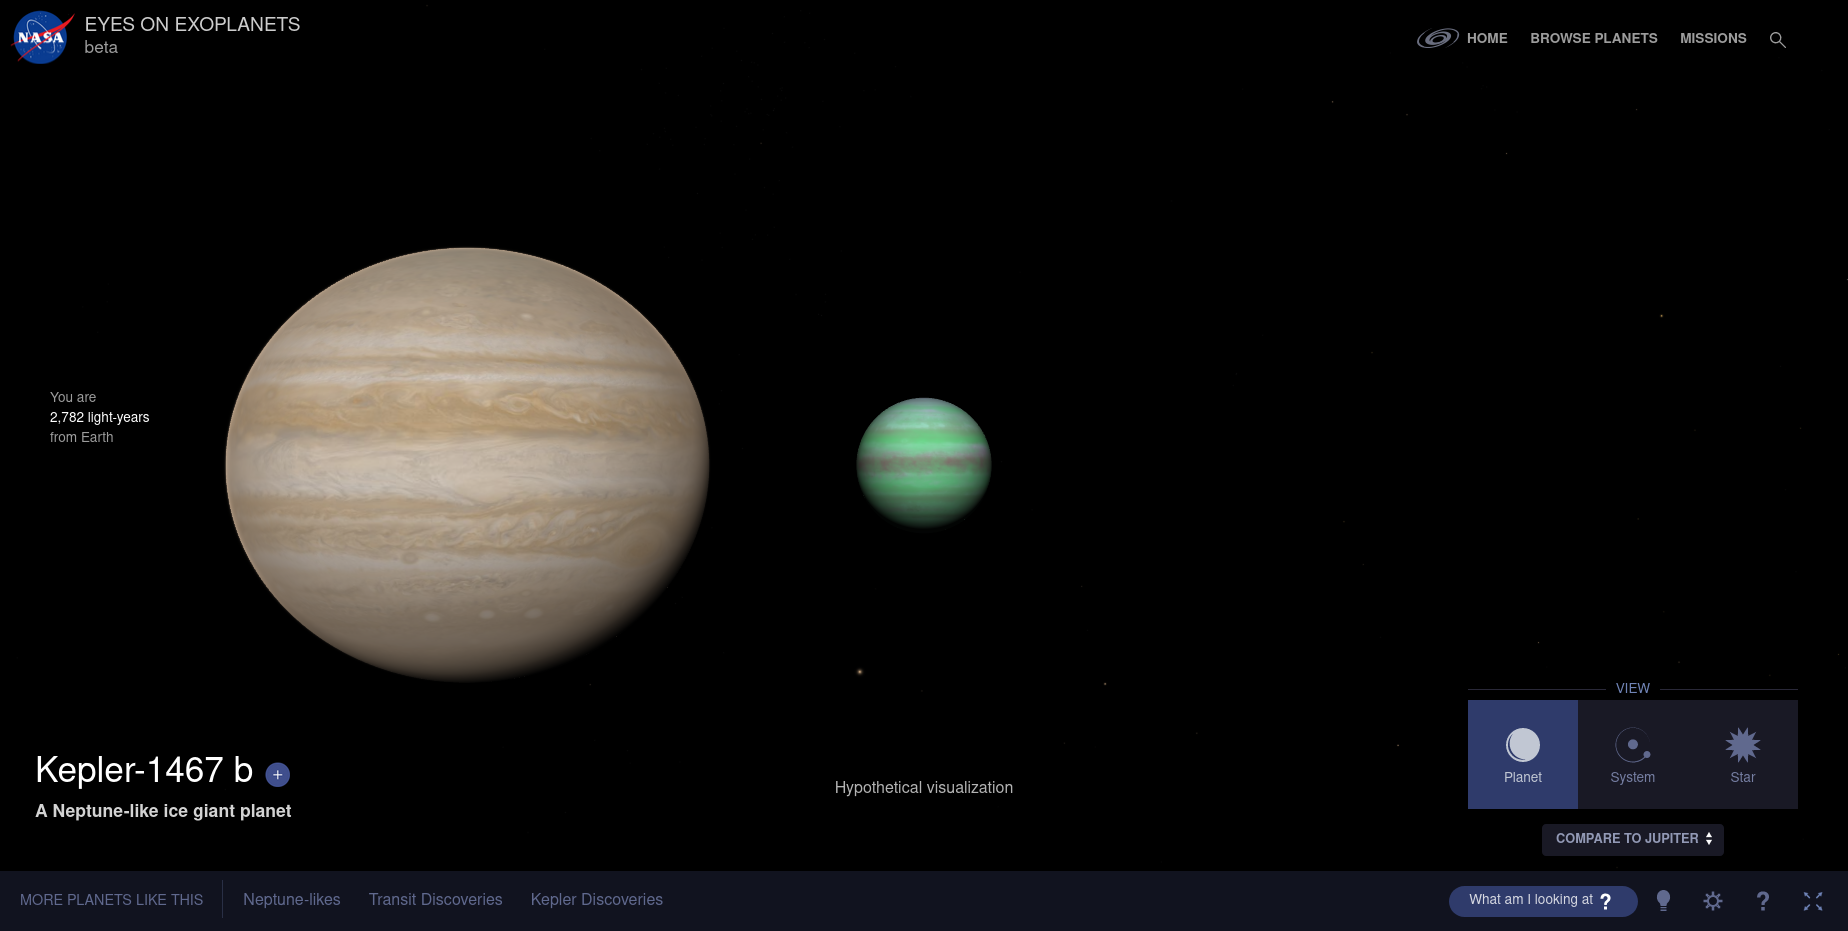 NASA
EYES ON EXOPLANETS
beta
HOME
BROWSE PLANETS
MISSIONS
You are
2,782 light-years
from Earth
Kepler-1467 b +
A Neptune-like ice giant planet
Hypothetical visualization
VIEW
Planet
System
Star
COMPARE TO JUPITER
MORE PLANETS LIKE THIS
Neptune-likes
Transit Discoveries
Kepler Discoveries
What am I looking at ?
?